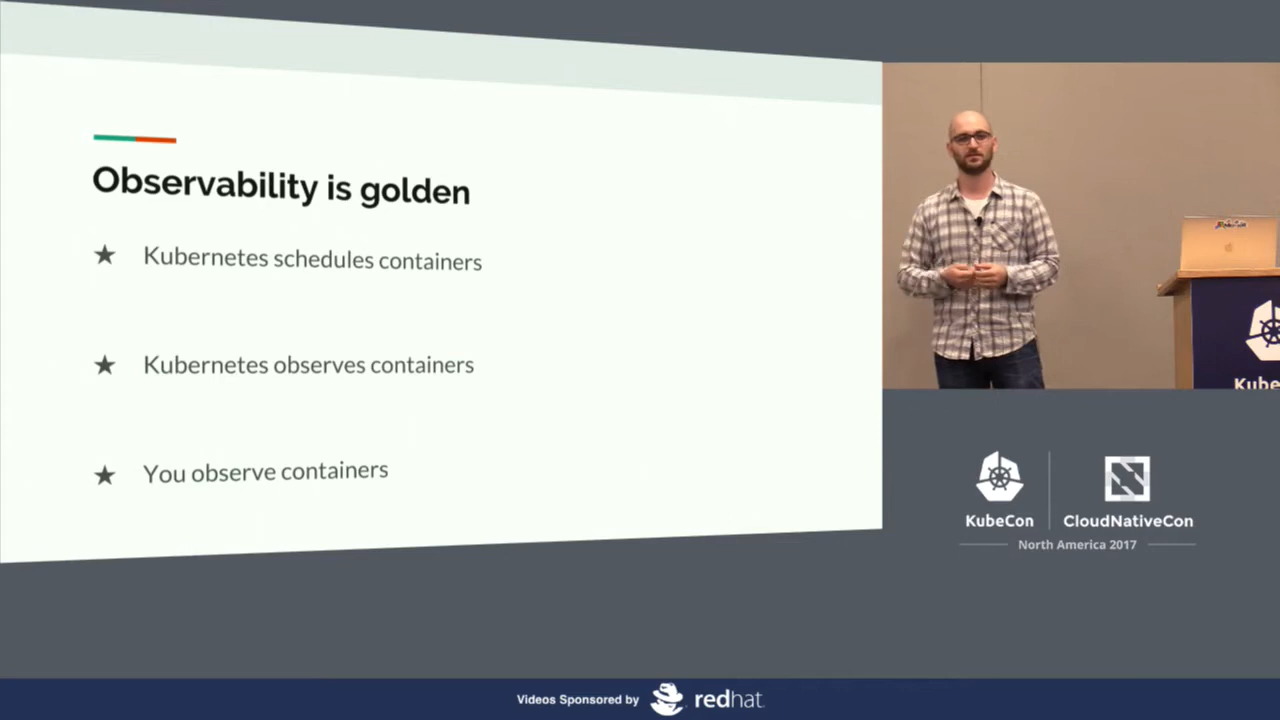 Observability is golden
★ Kubernetes schedules containers
★ Kubernetes observes containers
★ You observe containers
Kube
KubeCon
CloudNativeCon
North America 2017
Videos Sponsored by
redhat.